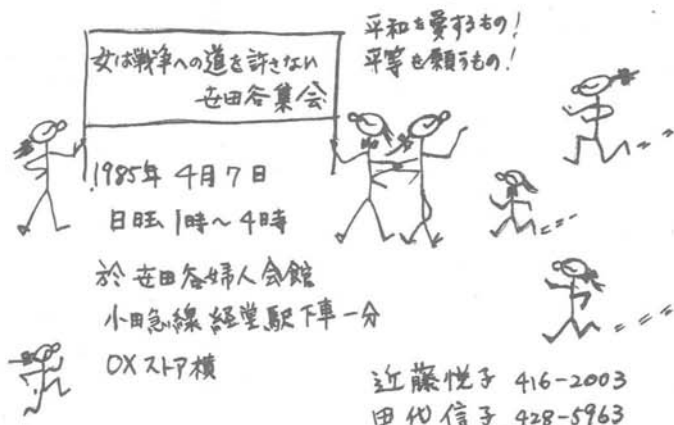 女は戦争への道を許さない
世田谷集会
平和を愛するもの！
平等を願うもの！
1985年 4月7日
日旺 1時～4時
於 世田谷婦人会館
小田急線 経堂駅下車一分
OXストア横
近藤悦子 416-2003
田代信子 428-5963